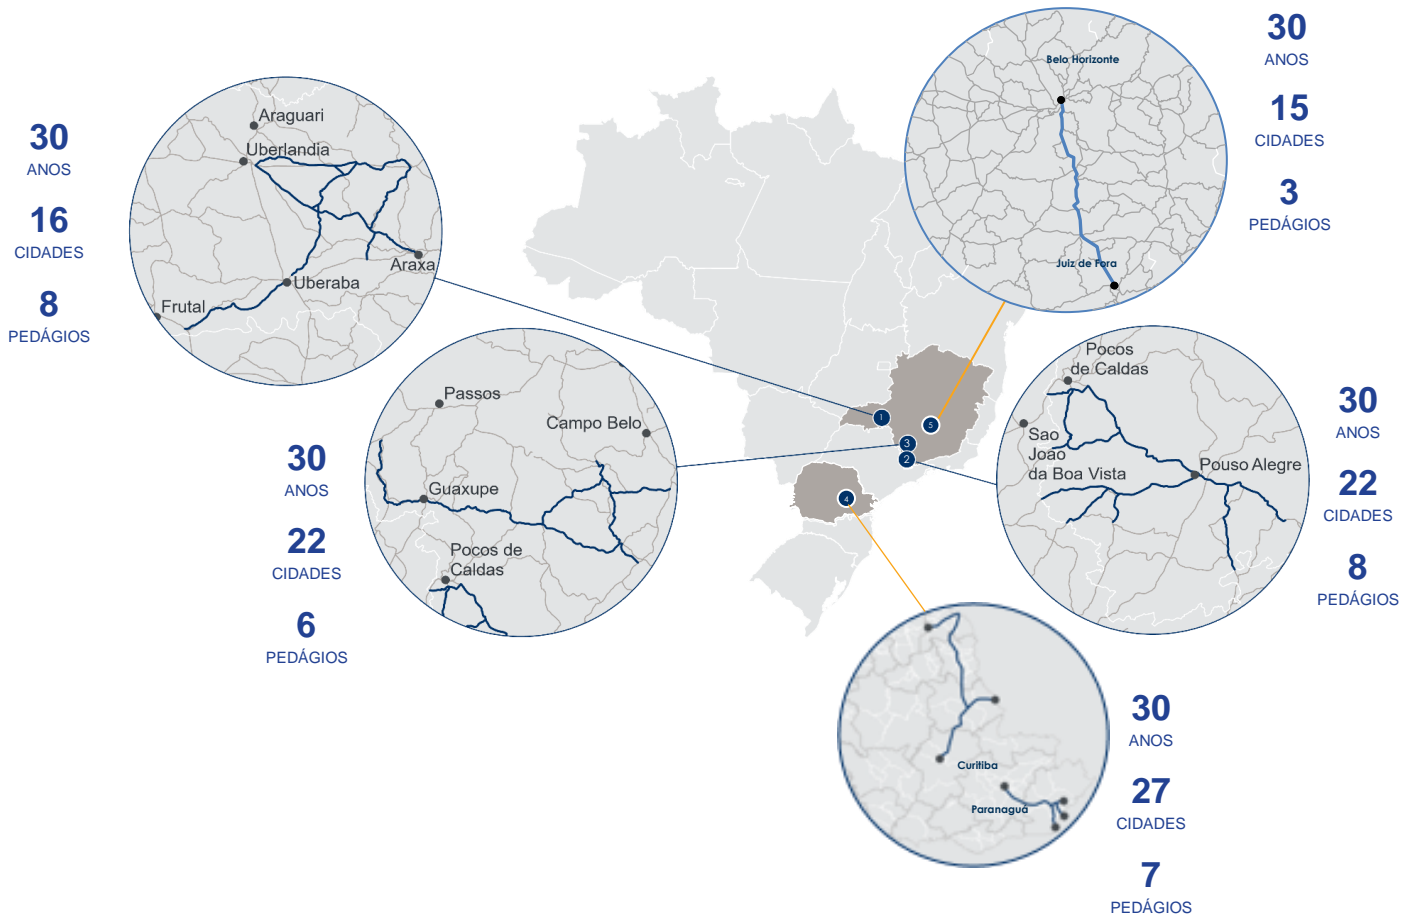 30
ANOS
16
CIDADES
8
PEDÁGIOS
Araguari
Uberlandia
Araxa
Uberaba
Frutal
30
ANOS
15
CIDADES
3
PEDÁGIOS
Belo Horizonte
Juiz de Fora
30
ANOS
22
CIDADES
6
PEDÁGIOS
Passos
Campo Belo
Guaxupe
Pocos de
Caldas
1
5
3
2
4
Pocos
de Caldas
Sao
Joao
da Boa Vista
Pouso Alegre
30
ANOS
22
CIDADES
8
PEDÁGIOS
Curitiba
Paranaguá
30
ANOS
27
CIDADES
7
PEDÁGIOS